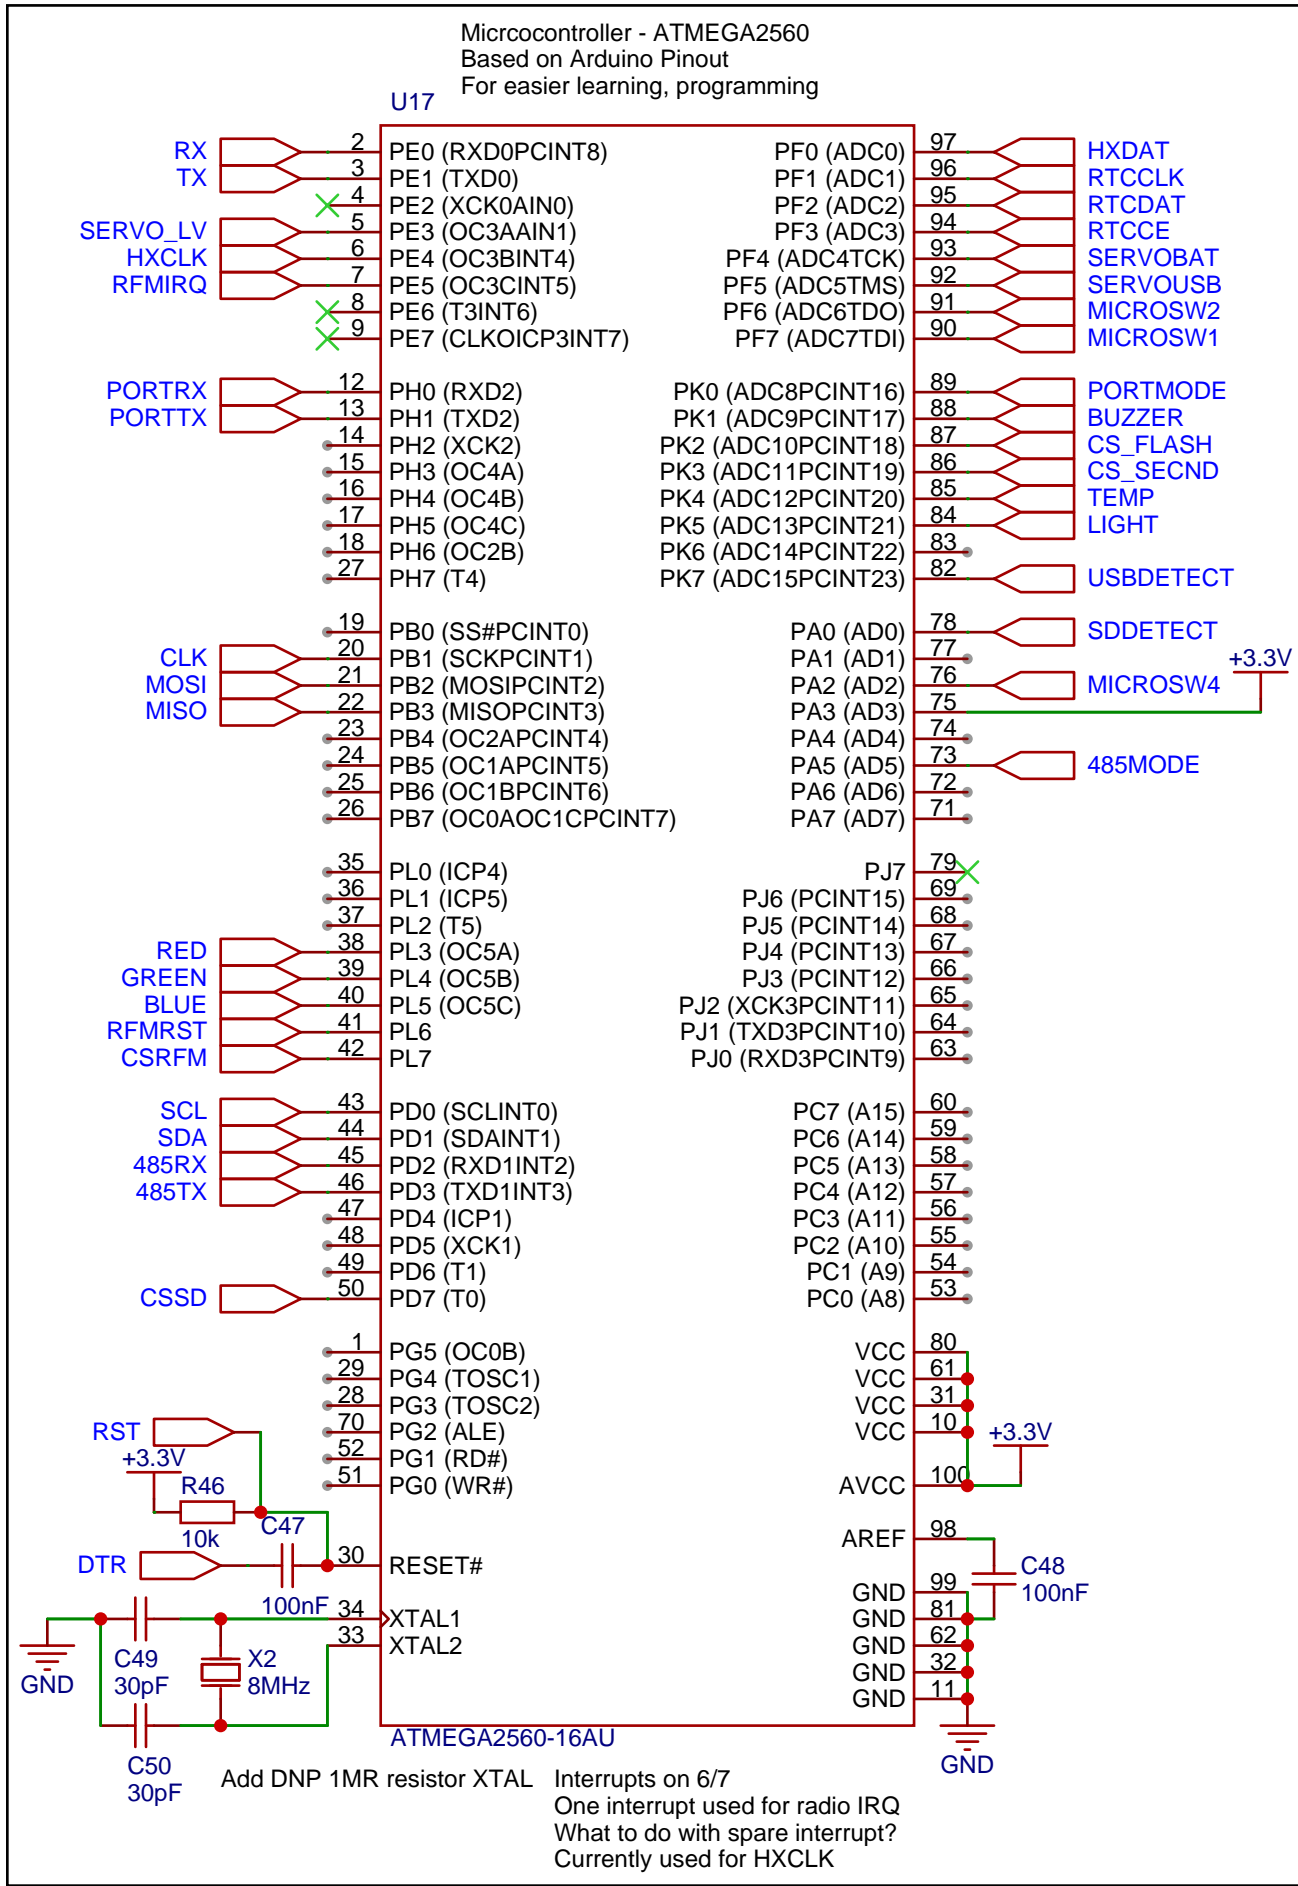 Micrcocontroller - ATMEGA2560
Based on Arduino Pinout
For easier learning, programming
U17
RX 2 PE0 (RXD0PCINT8) PF0 (ADC0) 97 HXDAT
TX 3 PE1 (TXD0) PF1 (ADC1) 96 RTCCLK
4 PE2 (XCK0AIN0) PF2 (ADC2) 95 RTCDAT
SERVO_LV 5 PE3 (OC3AAIN1) PF3 (ADC3) 94 RTCCE
HXCLK 6 PE4 (OC3BINT4) PF4 (ADC4TCK) 93 SERVOBAT
RFMIRQ 7 PE5 (OC3CINT5) PF5 (ADC5TMS) 92 SERVOUSB
8 PE6 (T3INT6) PF6 (ADC6TDO) 91 MICROSW2
9 PE7 (CLKOICP3INT7) PF7 (ADC7TDI) 90 MICROSW1
PORTRX 12 PH0 (RXD2) PK0 (ADC8PCINT16) 89 PORTMODE
PORTTX 13 PH1 (TXD2) PK1 (ADC9PCINT17) 88 BUZZER
14 PH2 (XCK2) PK2 (ADC10PCINT18) 87 CS_FLASH
15 PH3 (OC4A) PK3 (ADC11PCINT19) 86 CS_SECND
16 PH4 (OC4B) PK4 (ADC12PCINT20) 85 TEMP
17 PH5 (OC4C) PK5 (ADC13PCINT21) 84 LIGHT
18 PH6 (OC2B) PK6 (ADC14PCINT22) 83
27 PH7 (T4) PK7 (ADC15PCINT23) 82 USBDETECT
19 PB0 (SS#PCINT0) PA0 (AD0) 78 SDDETECT
CLK 20 PB1 (SCKPCINT1) PA1 (AD1) 77 +3.3V
MOSI 21 PB2 (MOSIPCINT2) PA2 (AD2) 76 MICROSW4
MISO 22 PB3 (MISOPCINT3) PA3 (AD3) 75
23 PB4 (OC2APCINT4) PA4 (AD4) 74
24 PB5 (OC1APCINT5) PA5 (AD5) 73 485MODE
25 PB6 (OC1BPCINT6) PA6 (AD6) 72
26 PB7 (OC0AOC1CPCINT7) PA7 (AD7) 71
35 PL0 (ICP4) PJ7 79
36 PL1 (ICP5) PJ6 (PCINT15) 69
37 PL2 (T5) PJ5 (PCINT14) 68
RED 38 PL3 (OC5A) PJ4 (PCINT13) 67
GREEN 39 PL4 (OC5B) PJ3 (PCINT12) 66
BLUE 40 PL5 (OC5C) PJ2 (XCK3PCINT11) 65
RFMRST 41 PL6 PJ1 (TXD3PCINT10) 64
CSRFM 42 PL7 PJ0 (RXD3PCINT9) 63
SCL 43 PD0 (SCLINT0) PC7 (A15) 60
SDA 44 PD1 (SDAINT1) PC6 (A14) 59
485RX 45 PD2 (RXD1INT2) PC5 (A13) 58
485TX 46 PD3 (TXD1INT3) PC4 (A12) 57
47 PD4 (ICP1) PC3 (A11) 56
48 PD5 (XCK1) PC2 (A10) 55
49 PD6 (T1) PC1 (A9) 54
CSSD 50 PD7 (T0) PC0 (A8) 53
1 PG5 (OC0B) VCC 80
29 PG4 (TOSC1) VCC 61
28 PG3 (TOSC2) VCC 31
RST 70 PG2 (ALE) VCC 10 +3.3V
+3.3V 52 PG1 (RD#)
R46 51 PG0 (WR#) AVCC 100
10k C47 AREF 98
DTR 30 RESET# C48
100nF GND 99 100nF
34 XTAL1 GND 81
33 XTAL2 GND 62
C49 X2 GND 32
GND 30pF 8MHz GND 11
ATMEGA2560-16AU
C50 GND
30pF
Add DNP 1MR resistor XTAL
Interrupts on 6/7
One interrupt used for radio IRQ
What to do with spare interrupt?
Currently used for HXCLK